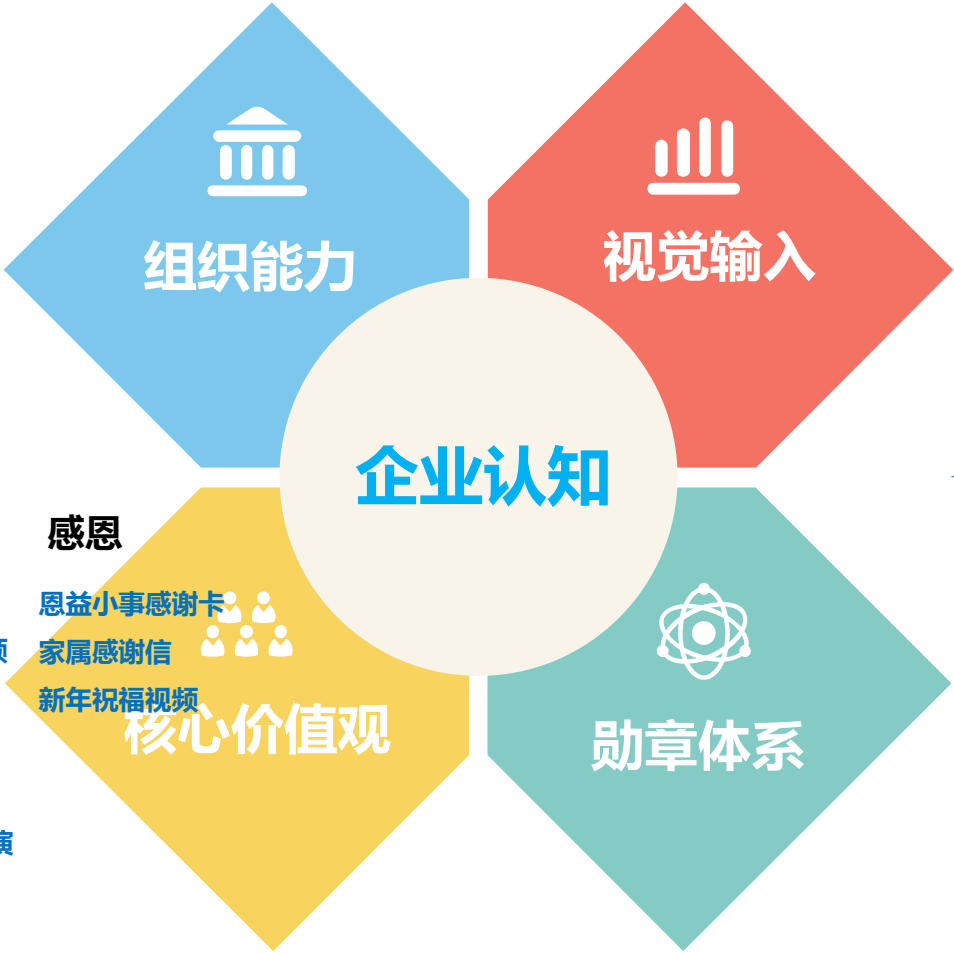 组织能力
视觉输入
企业认知
感恩
恩益小事感谢卡
家属感谢信
新年祝福视频
核心价值观
勋章体系
演